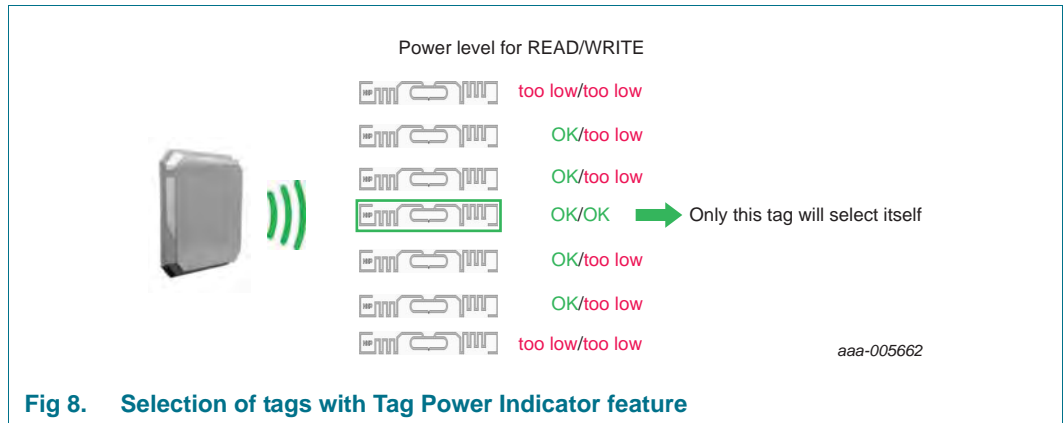 Power level for READ/WRITE
too low/too low
OK/too low
OK/too low
OK/OK Only this tag will select itself
OK/too low
OK/too low
too low/too low
aaa-005662
Fig 8. Selection of tags with Tag Power Indicator feature